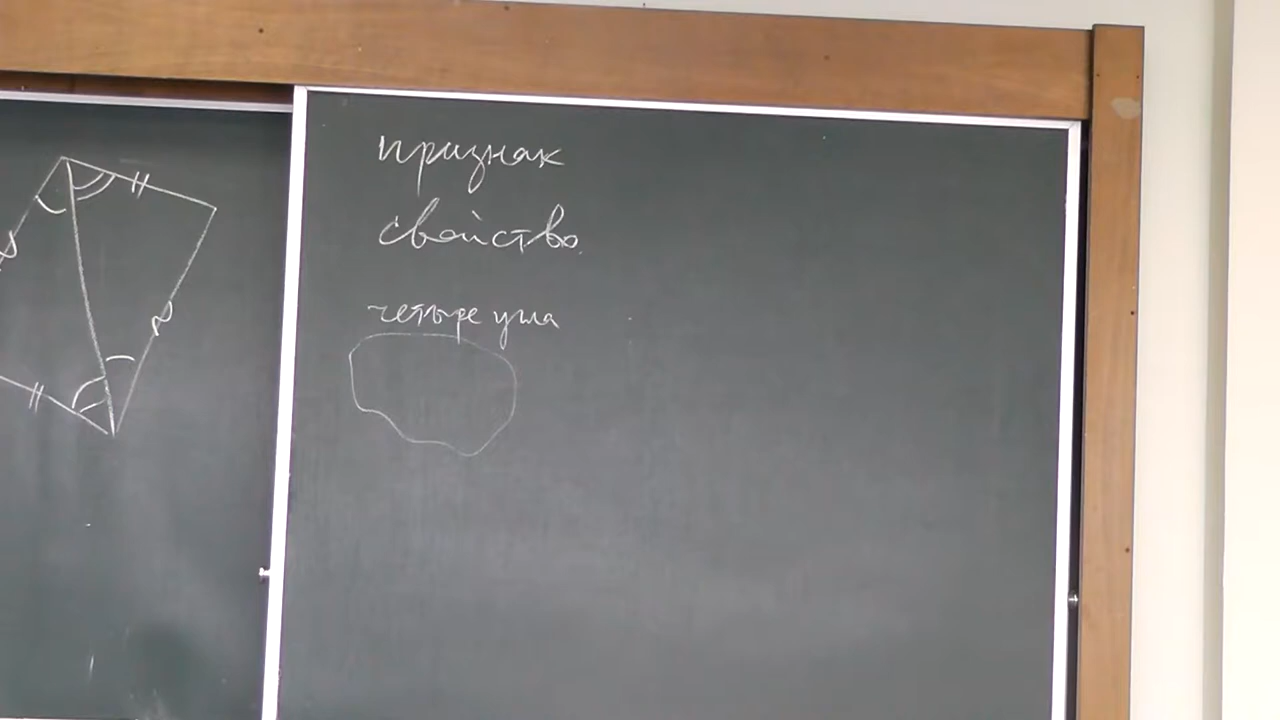 признак
свойство
четыре угла